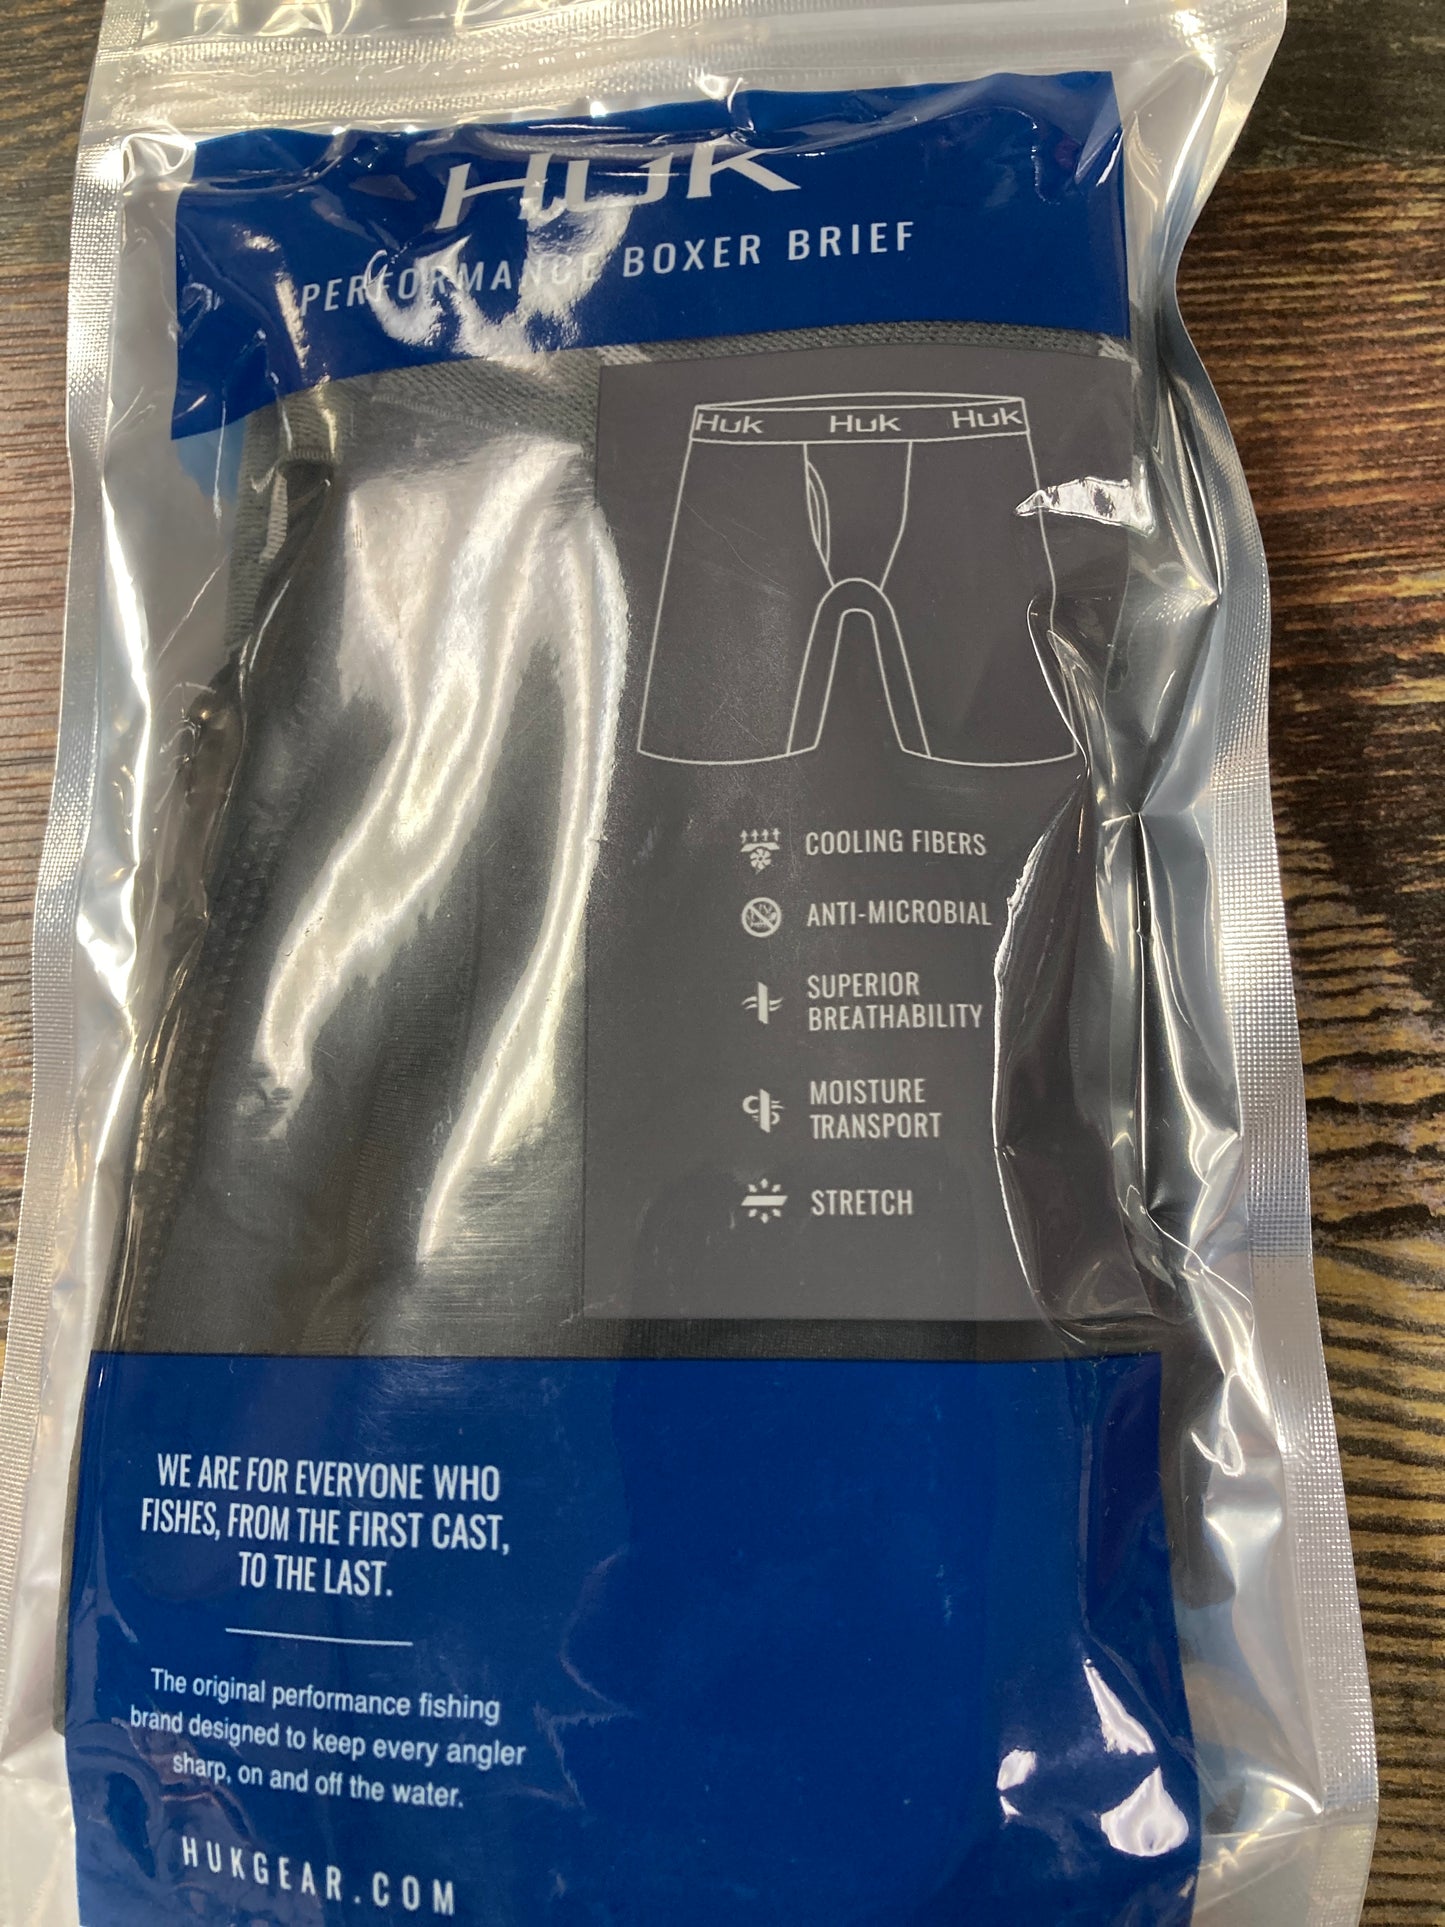 HUK
PERFORMANCE BOXER BRIEF
Huk Huk Huk
COOLING FIBERS
ANTI-MICROBIAL
SUPERIOR
BREATHABILITY
MOISTURE
TRANSPORT
STRETCH
WE ARE FOR EVERYONE WHO
FISHES, FROM THE FIRST CAST,
TO THE LAST.
The original performance fishing
brand designed to keep every angler
sharp, on and off the water.
HUKGEAR.COM